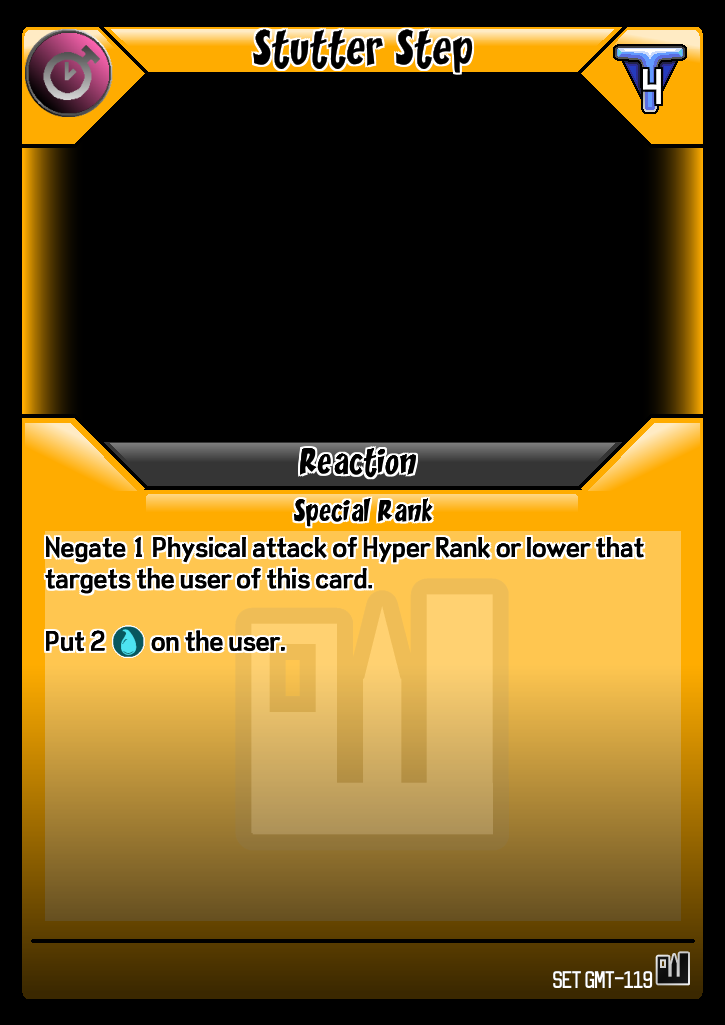 Stutter Step
4
Reaction
Special Rank
Negate 1 Physical attack of Hyper Rank or lower that
targets the user of this card.
Put 2 on the user.
SET GMT-119